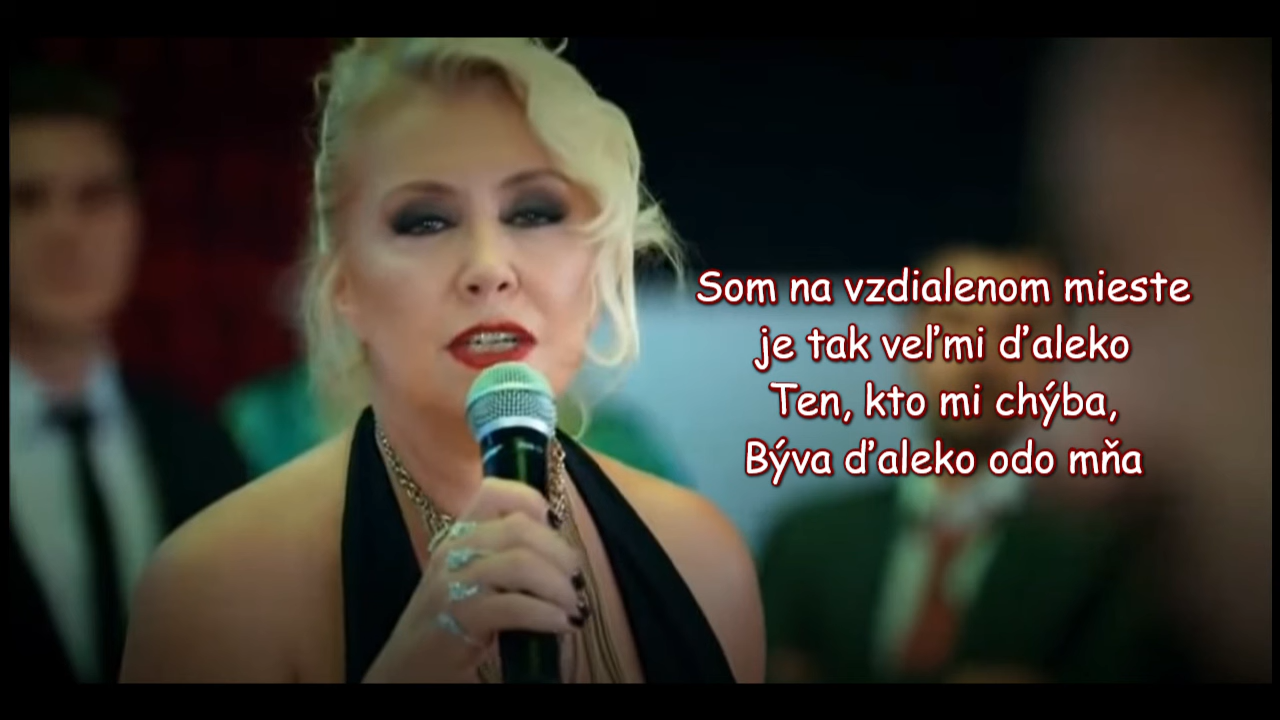 Som na vzdialenom mieste
je tak veľmi ďaleko
Ten, kto mi chýba,
Býva ďaleko odo mňa